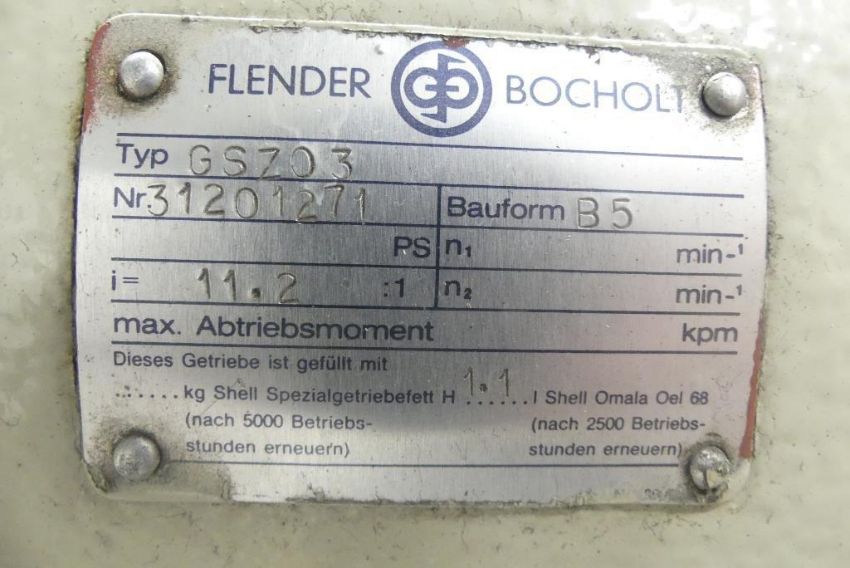 FLENDER BOCHOLT
Typ GSZ03
Nr. 31201271 Bauform B5
PS n₁ min-¹
i= 11.2 :1 n₂ min-¹
max. Abtriebsmoment kpm
Dieses Getriebe ist gefüllt mit
......kg Shell Spezialgetriebefett H 1.1......l Shell Omala Oel 68
(nach 5000 Betriebs- (nach 2500 Betriebs-
stunden erneuern) stunden erneuern)